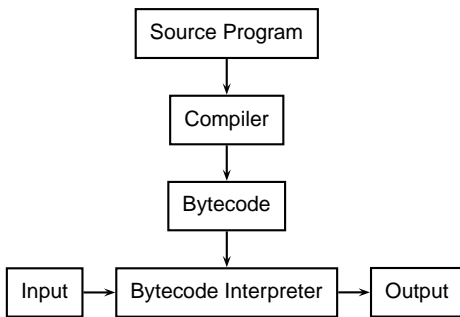 Source Program
Compiler
Bytecode
Input
Bytecode Interpreter
Output